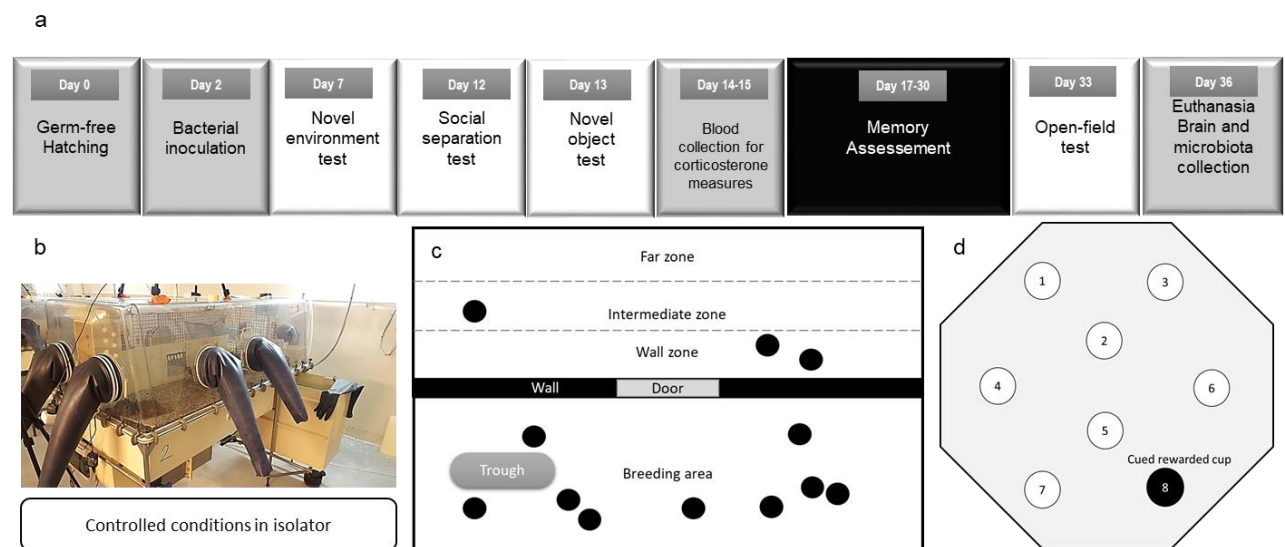 a
Day 0
Germ-free
Hatching
Day 2
Bacterial
inoculation
Day 7
Novel
environment
test
Day 12
Social
separation
test
Day 13
Novel
object
test
Day 14-15
Blood
collection for
corticosterone
measures
Day 17-30
Memory
Assessement
Day 33
Open-field
test
Day 36
Euthanasia
Brain and
microbiota
collection
b
2
Controlled conditions in isolator
c
Far zone
Intermediate zone
Wall zone
Wall
Door
Trough
Breeding area
d
1
3
2
4
6
5
Cued rewarded cup
7
8